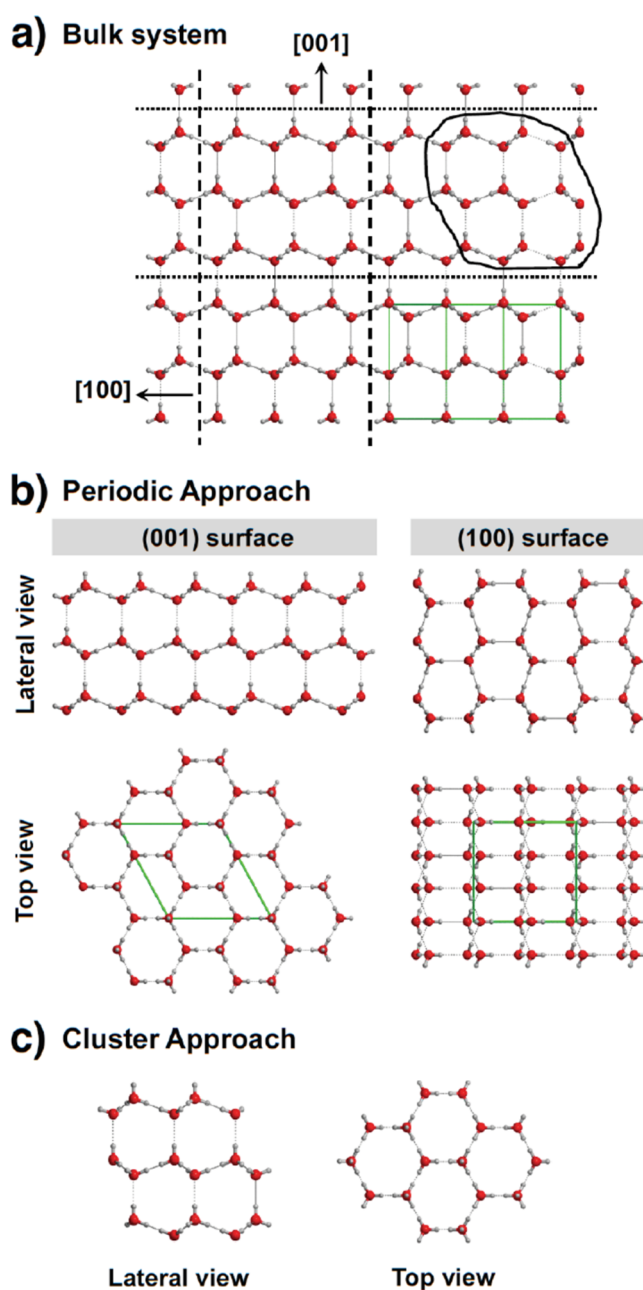 a) Bulk system
[001]
[100]
b) Periodic Approach
(001) surface
(100) surface
Lateral view
Top view
c) Cluster Approach
Lateral view
Top view